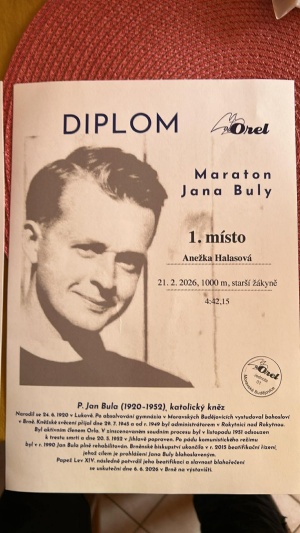 DIPLOM
Orel
Maraton
Jana Buly
1. místo
Anežka Halasová
21. 2. 2026, 1000 m, starší žákyně
4:42,15
Orel
P. Jan Bula (1920-1952), katolický kněz
Narodil se 24. 6. 1920 v Lukově. Po absolvování gymnázia v Moravských Budějovicích vystudoval bohosloví
v Brně. Kněžské svěcení přijal dne 29. 7. 1945 a od r. 1949 byl administrátorem v Rokytnici nad Rokytnou.
Byl aktivním členem Orla. V zinscenovaném soudním procesu byl v listopadu 1951 odsouzen
k trestu smrti a dne 20. 5. 1952 v Jihlavě popraven. Po pádu komunistického režimu
byl v r. 1990 Jan Bula plně rehabilitován. Brněnské biskupství ukončilo v r. 2015 beatifikační řízení,
jehož cílem je prohlášení Jana Buly blahoslaveným.
Papež Lev XIV. následně potvrdil jeho beatifikaci a slavnost blahořečení
se uskuteční dne 6. 6. 2026 v Brně na výstavišti.